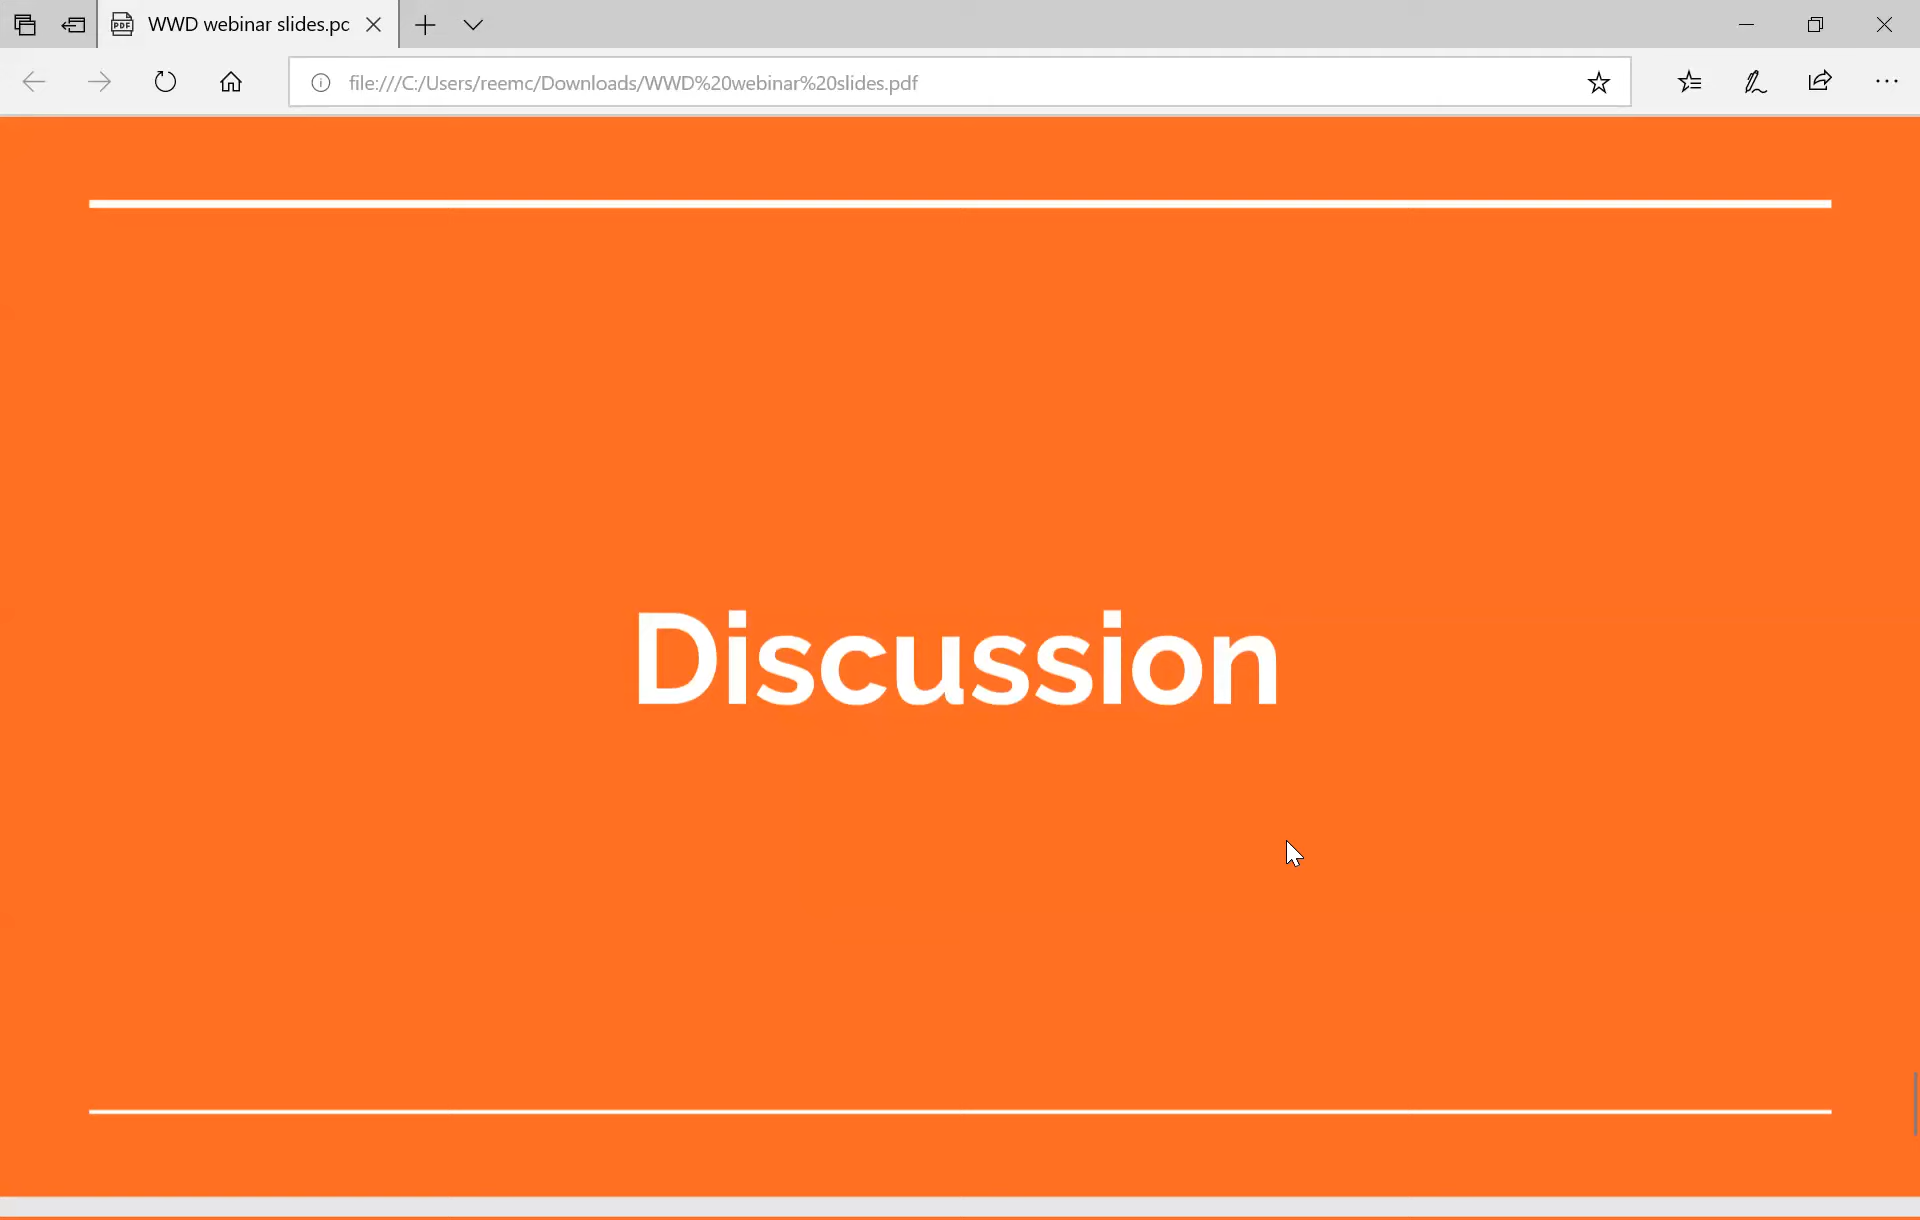 WWD webinar slides.pc
file:///C:/Users/reemc/Downloads/WWD%20webinar%20slides.pdf
Discussion